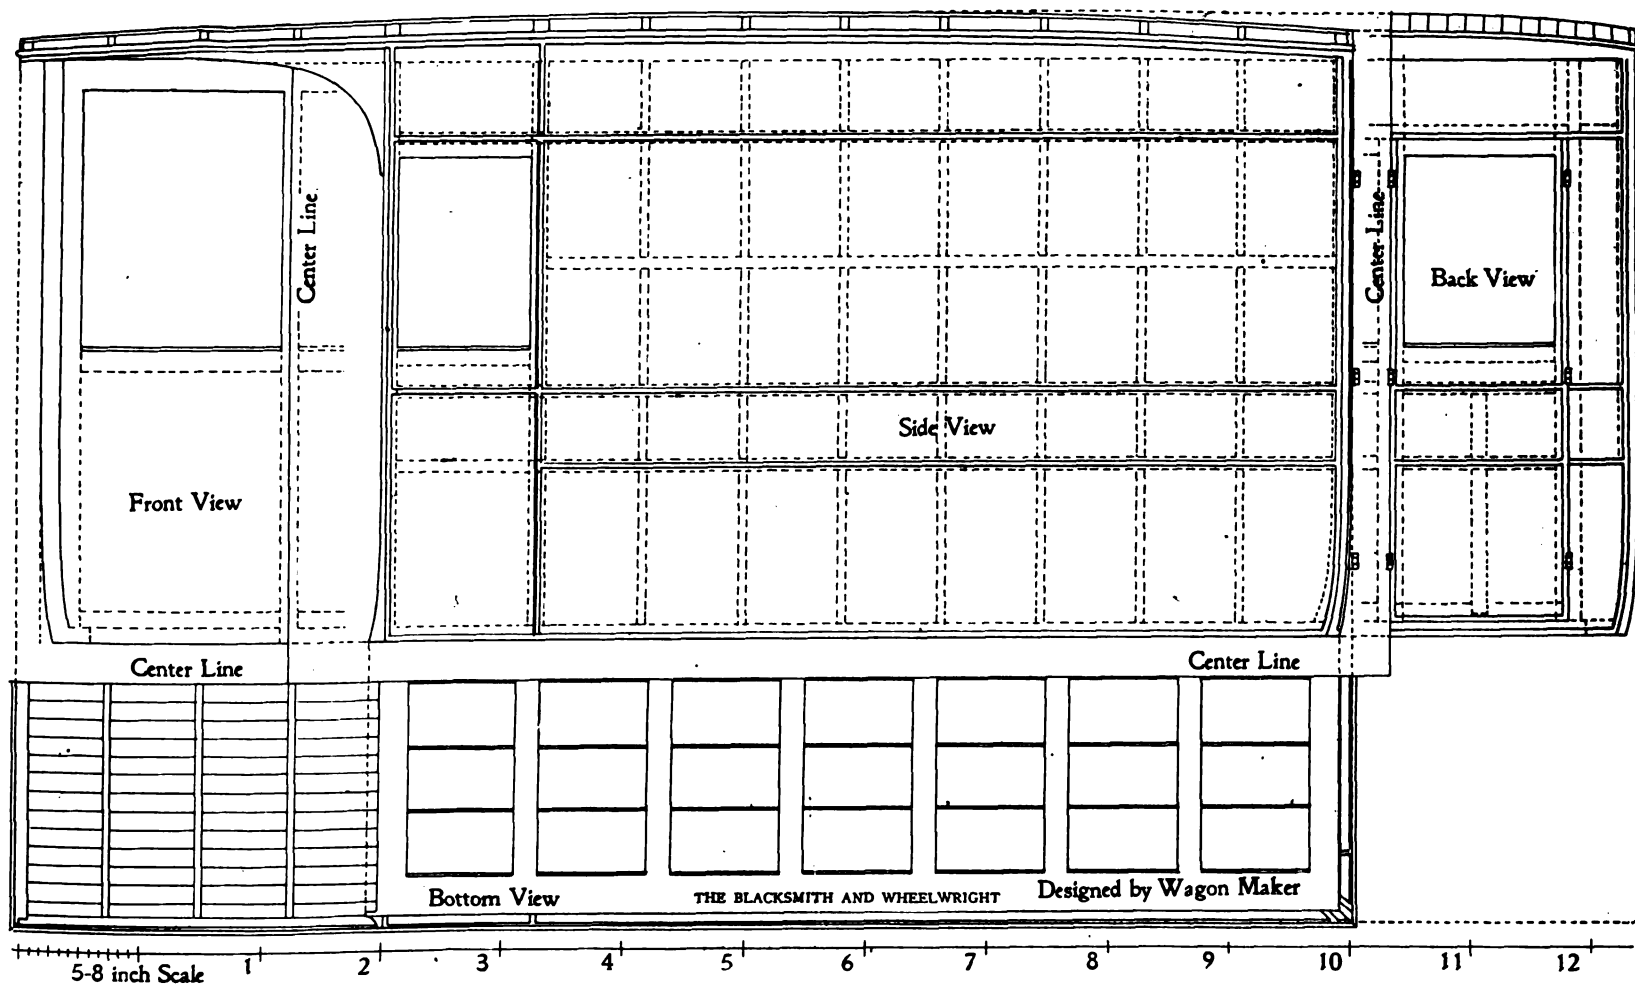 Center Line
Center Line
Back View
Side View
Front View
Center Line
Center Line
Bottom View
THE BLACKSMITH AND WHEELWRIGHT
Designed by Wagon Maker
5-8 inch Scale
1 2 3 4 5 6 7 8 9 10 11 12